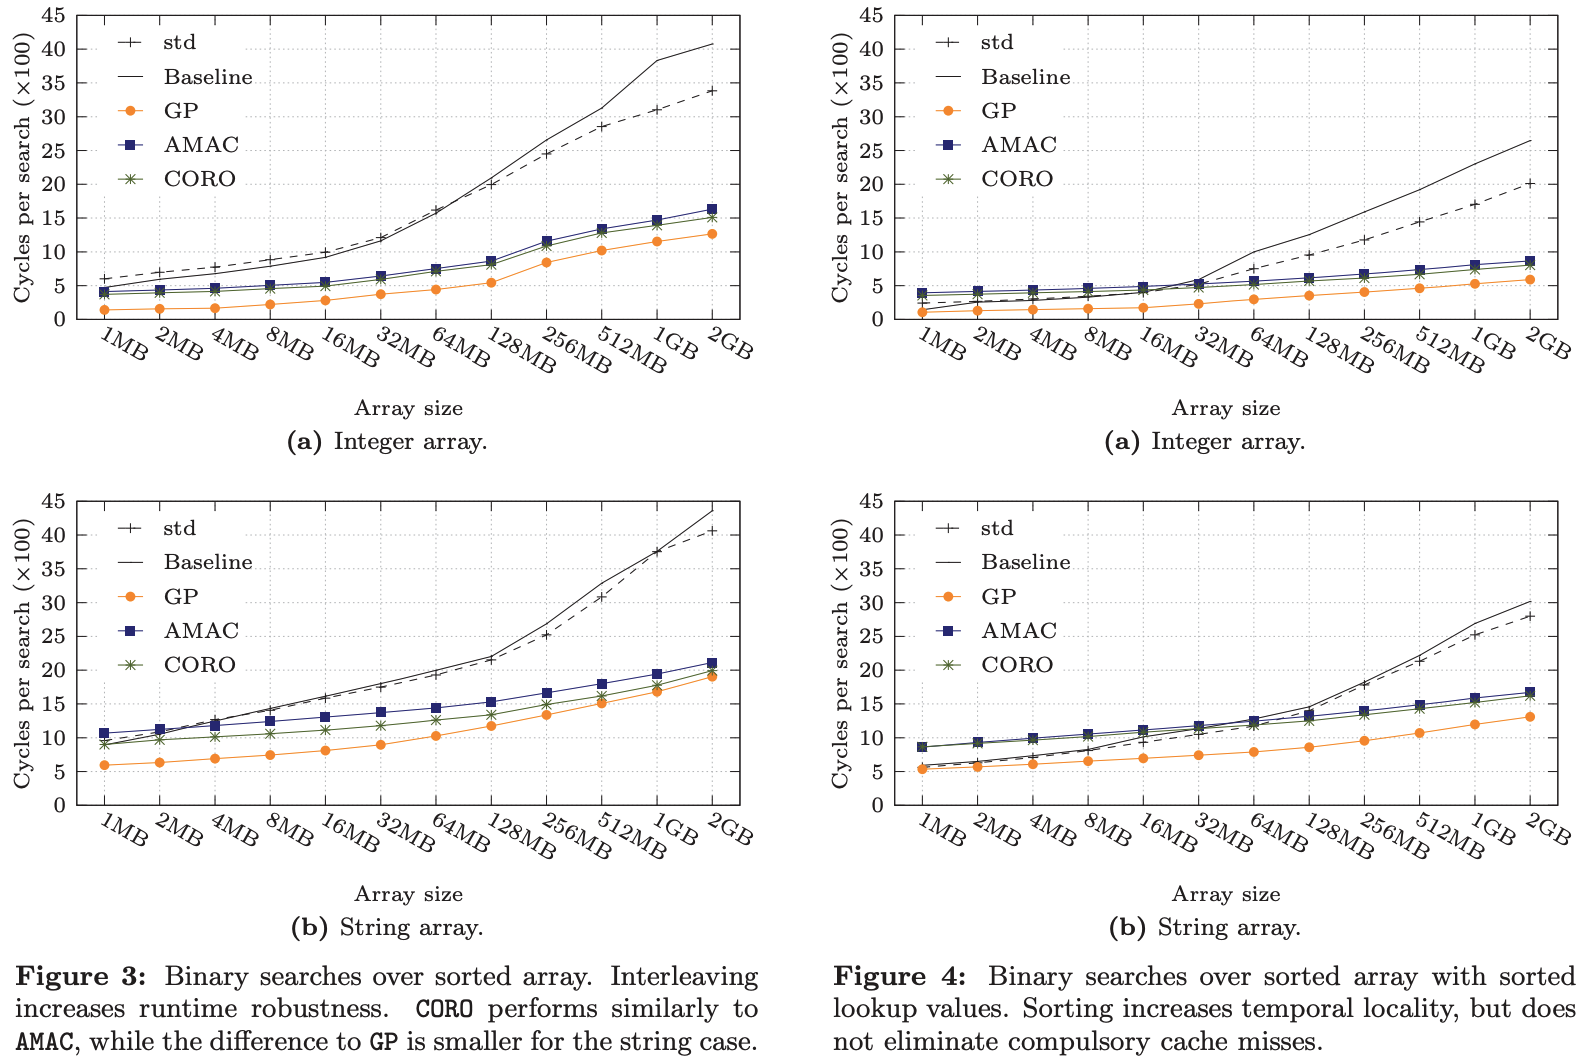 45
40
35
30
25
20
15
10
5
0
Cycles per search (×100)
std
Baseline
GP
AMAC
CORO
1MB
2MB
4MB
8MB
16MB
32MB
64MB
128MB
256MB
512MB
1GB
2GB
Array size
(a) Integer array.
45
40
35
30
25
20
15
10
5
0
Cycles per search (×100)
std
Baseline
GP
AMAC
CORO
1MB
2MB
4MB
8MB
16MB
32MB
64MB
128MB
256MB
512MB
1GB
2GB
Array size
(b) String array.
Figure 3: Binary searches over sorted array. Interleaving
increases runtime robustness. CORO performs similarly to
AMAC, while the difference to GP is smaller for the string case.
45
40
35
30
25
20
15
10
5
0
Cycles per search (×100)
std
Baseline
GP
AMAC
CORO
1MB
2MB
4MB
8MB
16MB
32MB
64MB
128MB
256MB
512MB
1GB
2GB
Array size
(a) Integer array.
45
40
35
30
25
20
15
10
5
0
Cycles per search (×100)
std
Baseline
GP
AMAC
CORO
1MB
2MB
4MB
8MB
16MB
32MB
64MB
128MB
256MB
512MB
1GB
2GB
Array size
(b) String array.
Figure 4: Binary searches over sorted array with sorted
lookup values. Sorting increases temporal locality, but does
not eliminate compulsory cache misses.